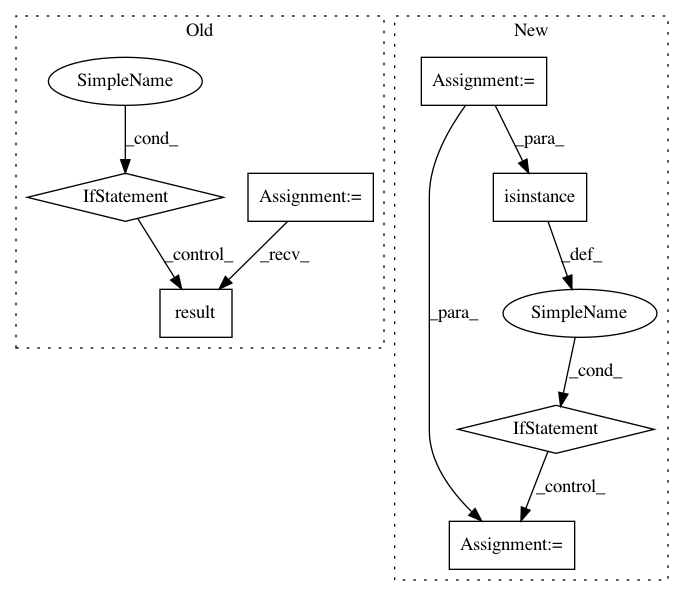 Old
New
SimpleName
Assignment:=
_cond_
_para_
IfStatement
Assignment:=
isinstance
_control_
_recv_
_def_
result
_para_
SimpleName
_cond_
IfStatement
_control_
Assignment:=